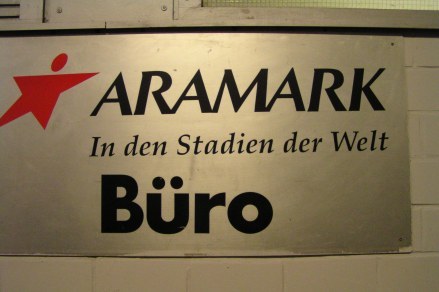 ARAMARK
In den Stadien der Welt
Büro